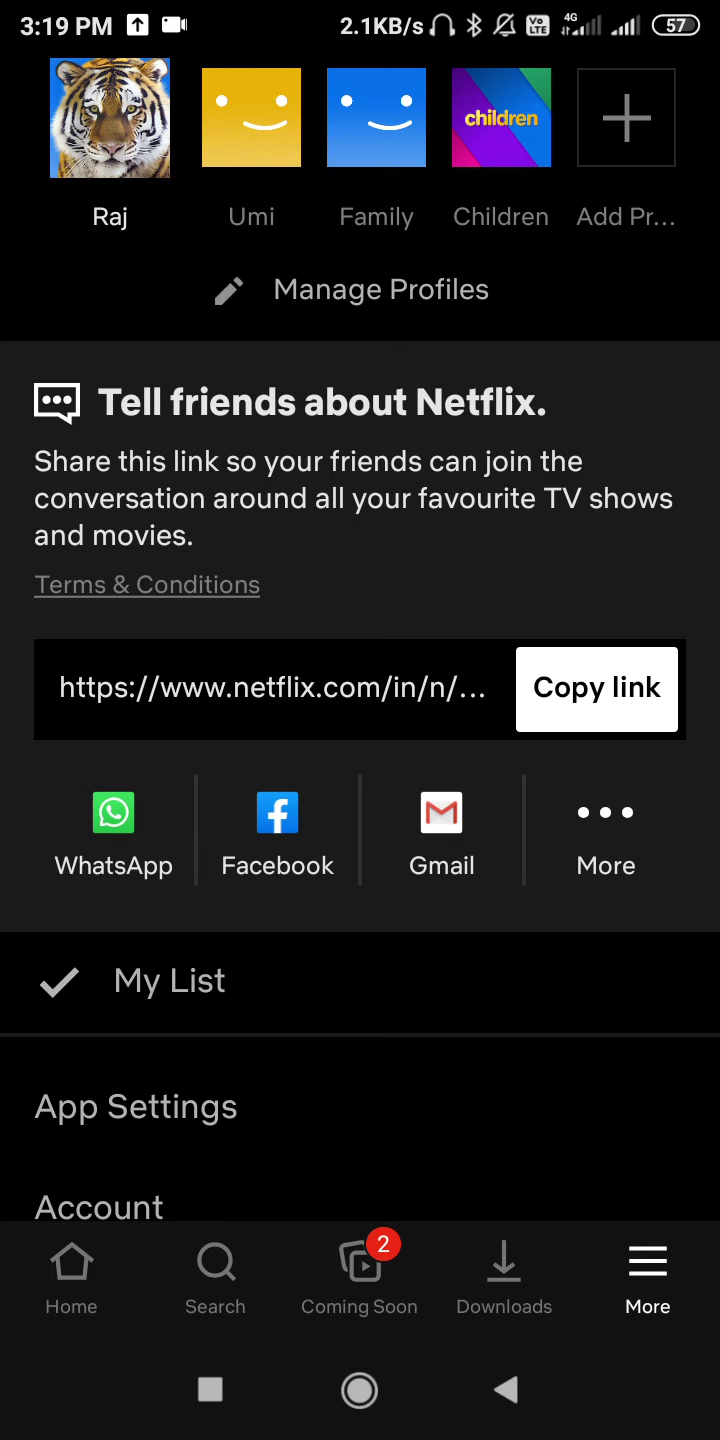 3:19 PM 2.1KB/s Vo LTE 4G 57
children
Raj Umi Family Children Add Pr...
Manage Profiles
Tell friends about Netflix.
Share this link so your friends can join the
conversation around all your favourite TV shows
and movies.
Terms & Conditions
https://www.netflix.com/in/n/... Copy link
WhatsApp Facebook Gmail More
My List
App Settings
Account
2
Home Search Coming Soon Downloads More